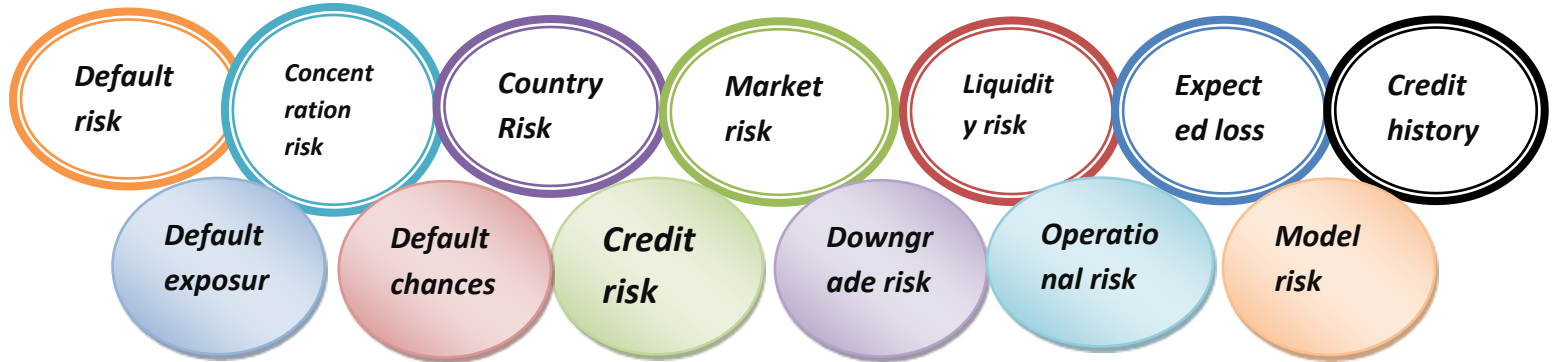 Default
risk
Concent
ration
risk
Country
Risk
Market
risk
Liquidit
y risk
Expect
ed loss
Credit
history
Default
exposur
Default
chances
Credit
risk
Downgr
ade risk
Operatio
nal risk
Model
risk